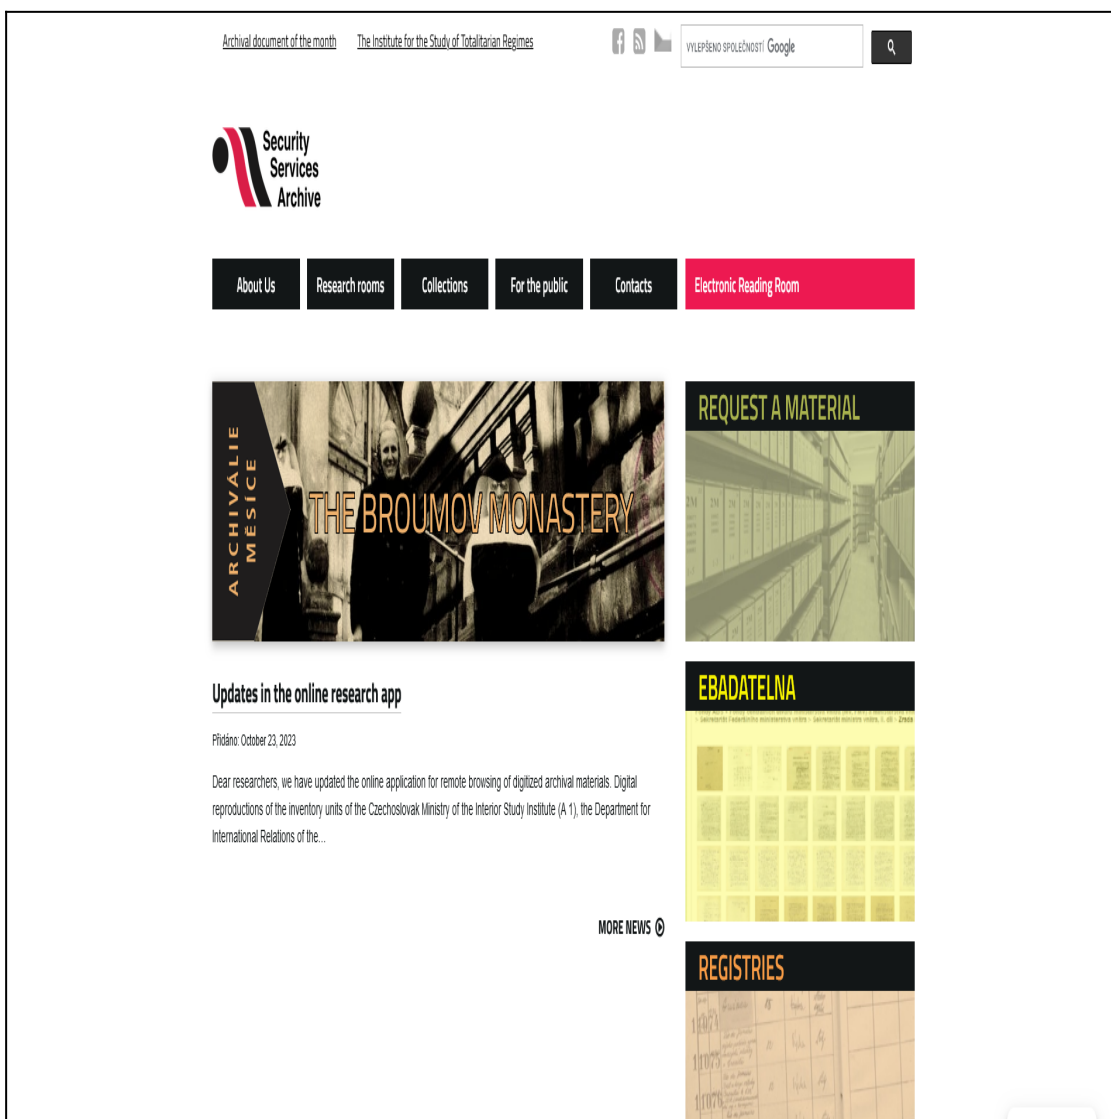 Archival document of the month
The Institute for the Study of Totalitarian Regimes
VYLEPŠENO SPOLEČNOSTÍ Google
Security
Services
Archive
About Us
Research rooms
Collections
For the public
Contacts
Electronic Reading Room
ARCHIVÁLIE
MĚSÍCE
THE BROUMOV MONASTERY
REQUEST A MATERIAL
Updates in the online research app
Přidáno: October 23, 2023
Dear researchers, we have updated the online application for remote browsing of digitized archival materials. Digital
reproductions of the inventory units of the Czechoslovak Ministry of the Interior Study Institute (A 1), the Department for
International Relations of the...
MORE NEWS
EBADATELNA
REGISTRIES